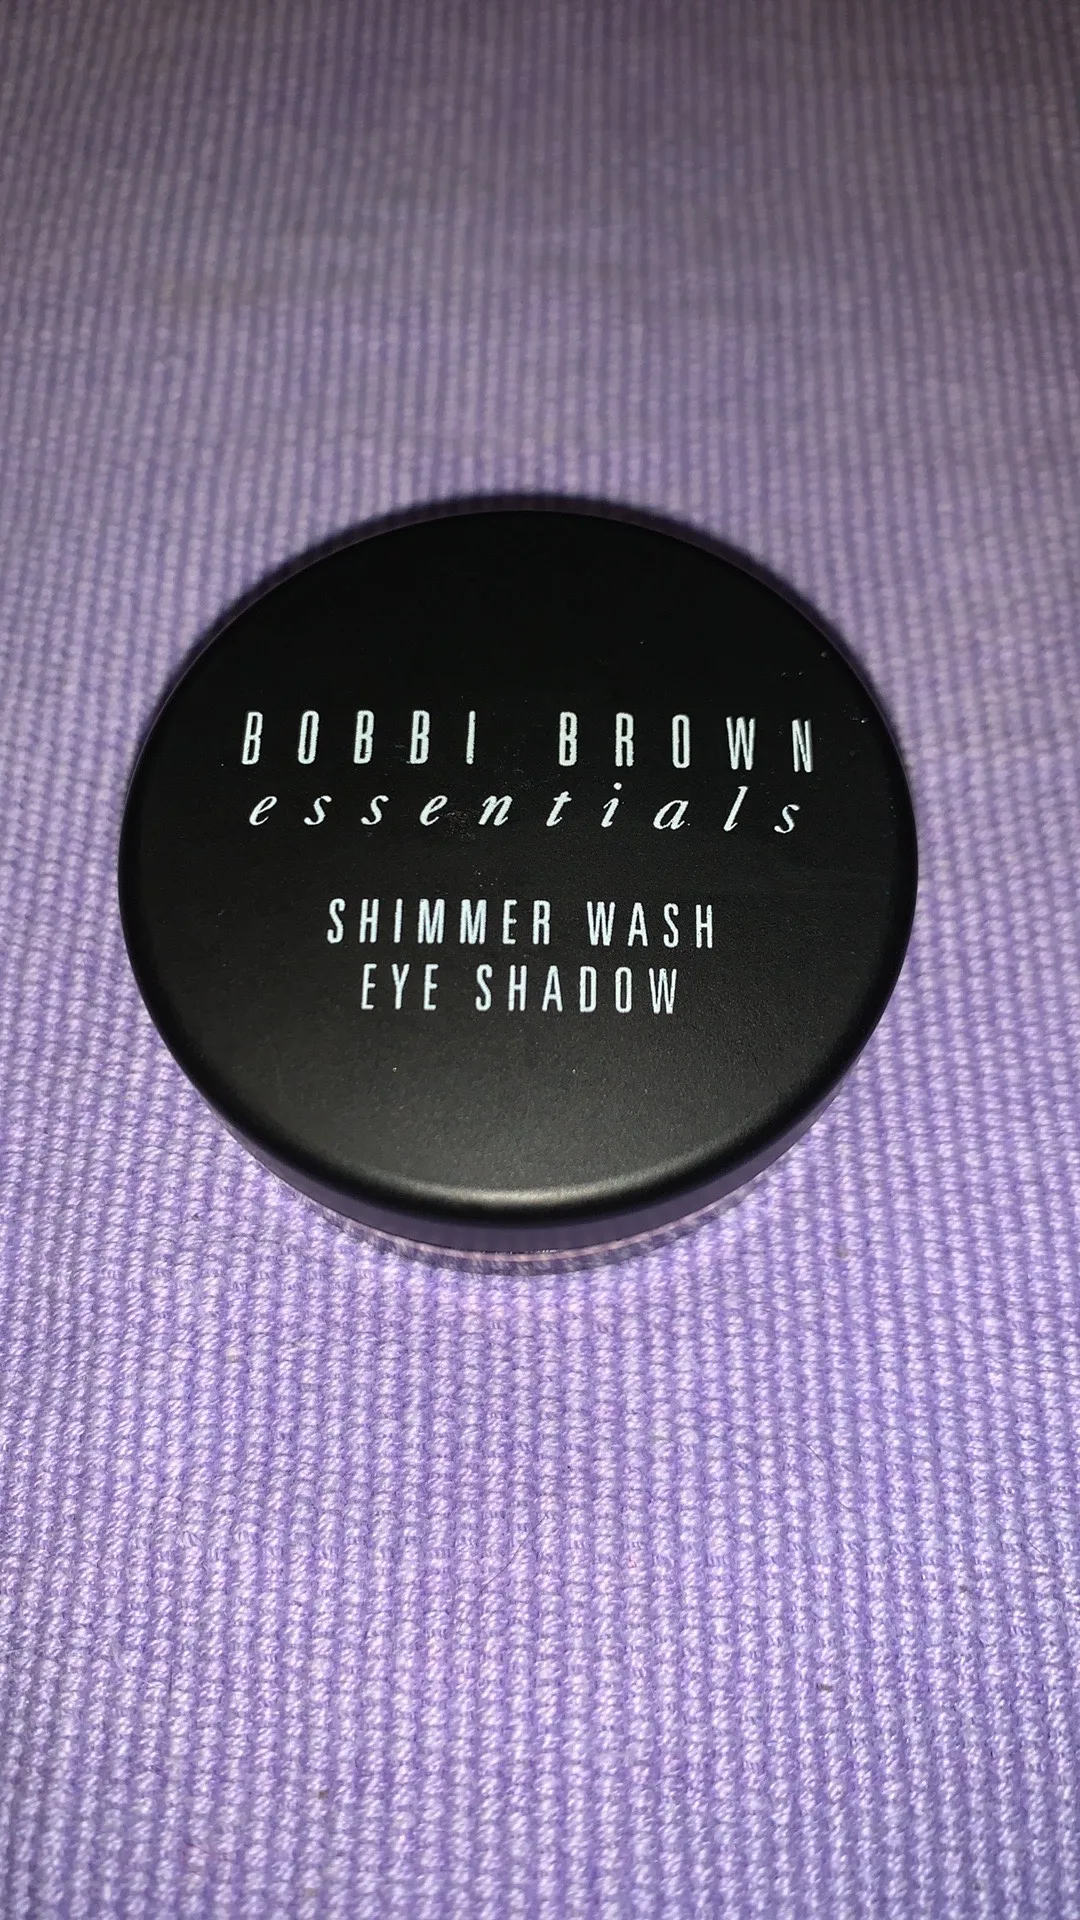 BOBBI BROWN
essentials
SHIMMER WASH
EYE SHADOW